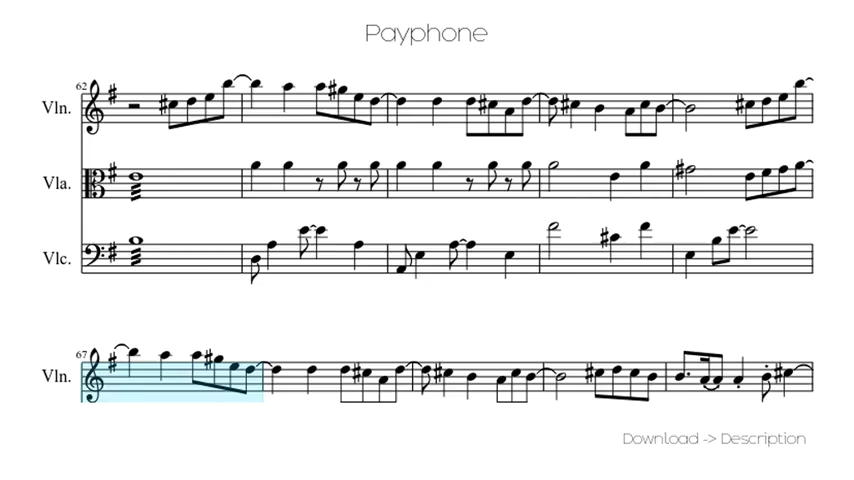 Payphone
62
Vln.
Vla.
Vlc.
67
Vln.
Download -> Description